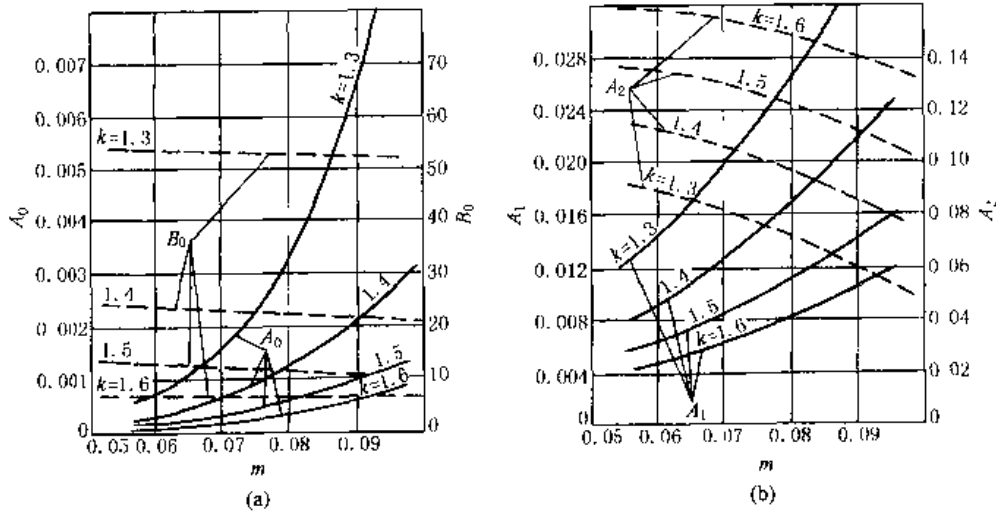 0.007
0.006
0.005
0.004
0.003
0.002
0.001
0
A₀
70
60
50
40
30
20
10
0
B₀
k=1.3
k=1.3
B₀
1.4
1.4
A₀
1.5
1.5
k=1.6
k=1.6
0.05 0.06 0.07 0.08 0.09
m
(a)
0.028
0.024
0.020
0.016
0.012
0.008
0.004
0
A₁
0.14
0.12
0.10
0.08
0.06
0.04
0.02
0
A₂
k=1.6
1.5
A₂
1.4
k=1.3
k=1.3
1.4
1.5
k=1.6
A₁
0.05 0.06 0.07 0.08 0.09
m
(b)